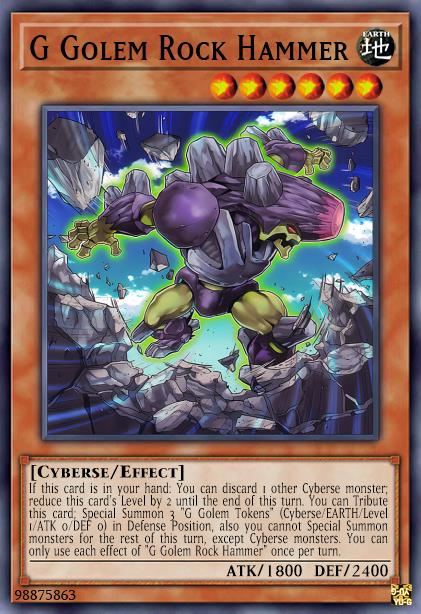 G GOLEM ROCK HAMMER
EARTH
地
[CYBERSE/EFFECT]
If this card is in your hand: You can discard 1 other Cyberse monster;
reduce this card's Level by 2 until the end of this turn. You can Tribute
this card; Special Summon 3 "G Golem Tokens" (Cyberse/EARTH/Level
1/ATK 0/DEF 0) in Defense Position, also you cannot Special Summon
monsters for the rest of this turn, except Cyberse monsters. You can
only use each effect of "G Golem Rock Hammer" once per turn.
ATK/1800 DEF/2400
98875863